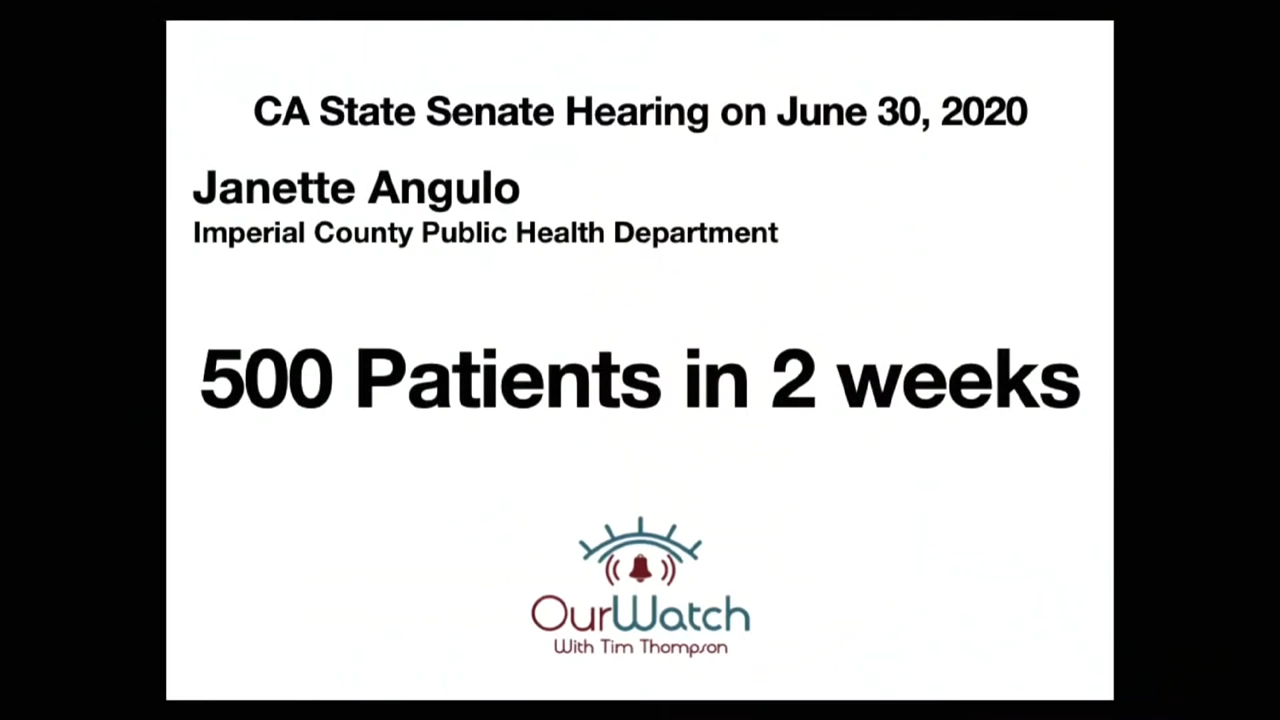 CA State Senate Hearing on June 30, 2020
Janette Angulo
Imperial County Public Health Department
500 Patients in 2 weeks
OurWatch
With Tim Thompson